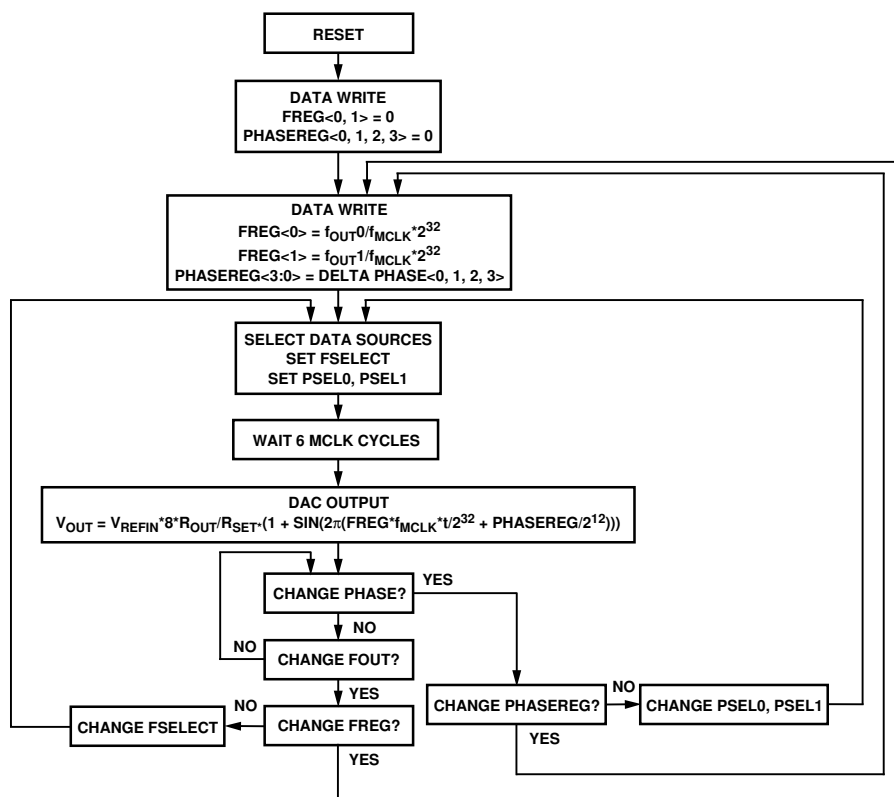 RESET
DATA WRITE
FREG<0, 1> = 0
PHASEREG<0, 1, 2, 3> = 0
DATA WRITE
FREG<0> = fOUT0/fMCLK*2^32
FREG<1> = fOUT1/fMCLK*2^32
PHASEREG<3:0> = DELTA PHASE<0, 1, 2, 3>
SELECT DATA SOURCES
SET FSELECT
SET PSEL0, PSEL1
WAIT 6 MCLK CYCLES
DAC OUTPUT
VOUT = VREFIN*8*ROUT/RSET*(1 + SIN(2π(FREG*fMCLK*t/2^32 + PHASEREG/2^12)))
CHANGE PHASE?
YES
NO
NO
CHANGE FOUT?
YES
NO
CHANGE FSELECT
CHANGE FREG?
YES
CHANGE PHASEREG?
NO
CHANGE PSEL0, PSEL1
YES